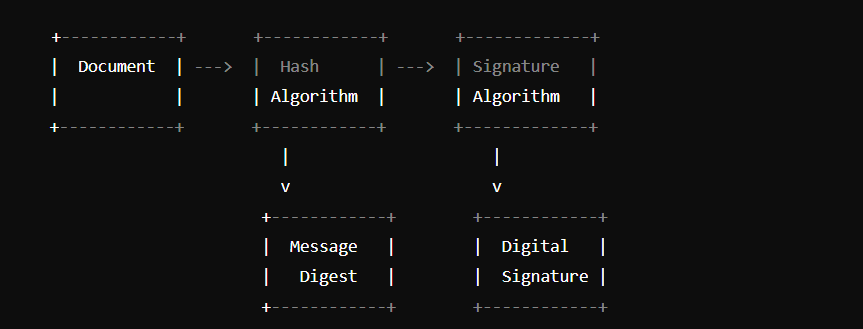 +------------+       +------------+       +-------------+
|  Document  | ---> |  Hash      | ---> | Signature   |
|            |       | Algorithm  |       | Algorithm   |
+------------+       +------------+       +-------------+
|                     |
v                     v
+------------+        +------------+
|  Message   |        |  Digital   |
|   Digest   |        |  Signature |
+------------+        +------------+